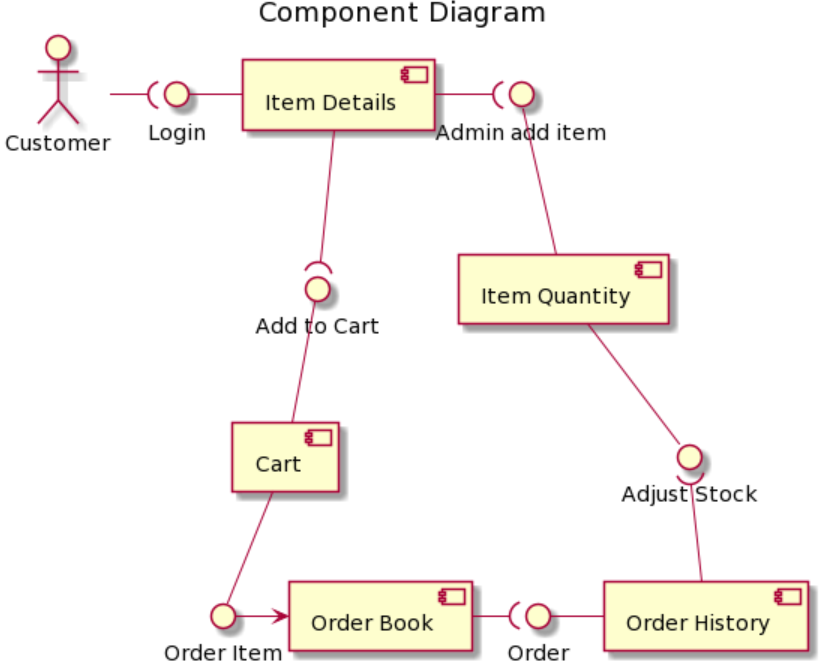 Component Diagram
Item Details
Customer
Login
Admin add item
Item Quantity
Add to Cart
Cart
Adjust Stock
Order Book
Order History
Order Item
Order